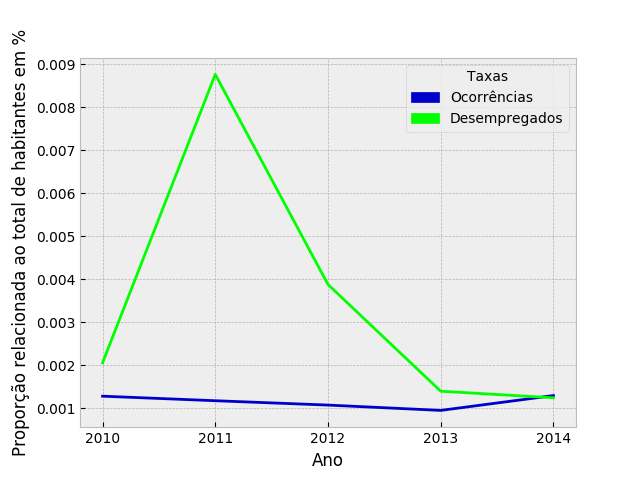 Proporção relacionada ao total de habitantes em %
0.009
0.008
0.007
0.006
0.005
0.004
0.003
0.002
0.001
Taxas
Ocorrências
Desempregados
2010 2011 2012 2013 2014
Ano